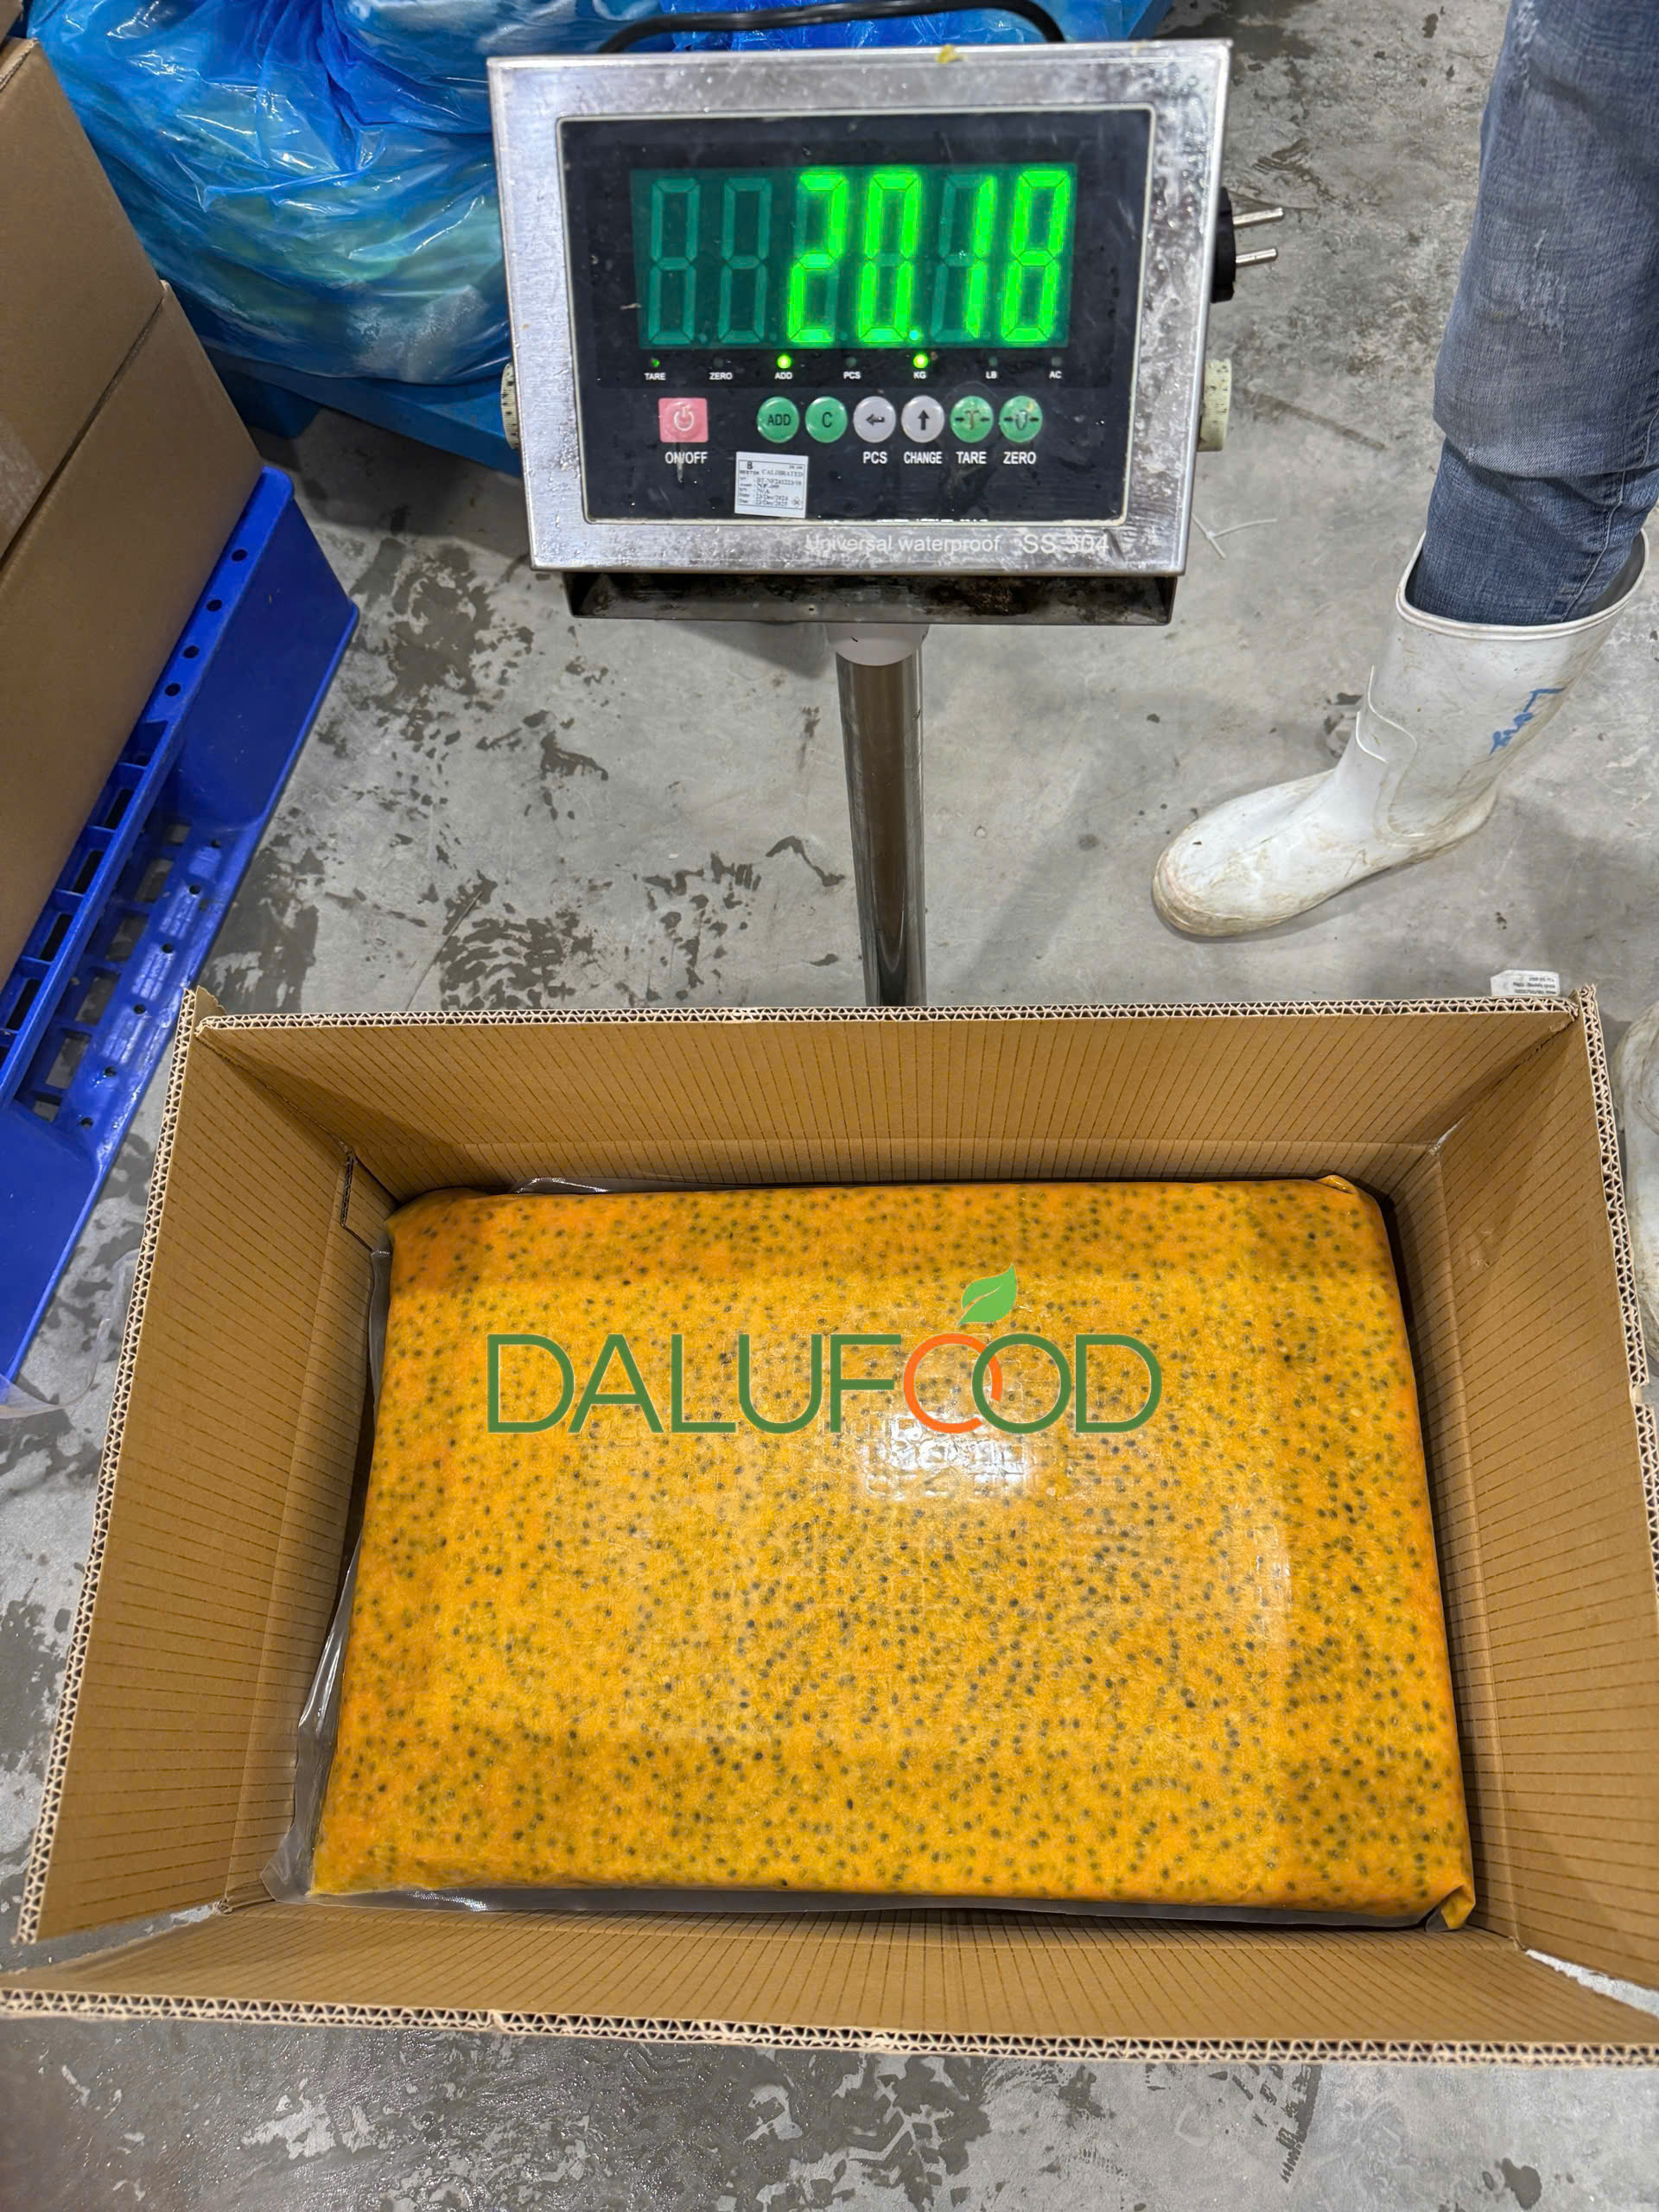 20.18
TARE ZERO ADD PCS KG LB AC
ADD C
ON/OFF PCS CHANGE TARE ZERO
CALIBRATED
Universal waterproof SS 304
DALUFOOD